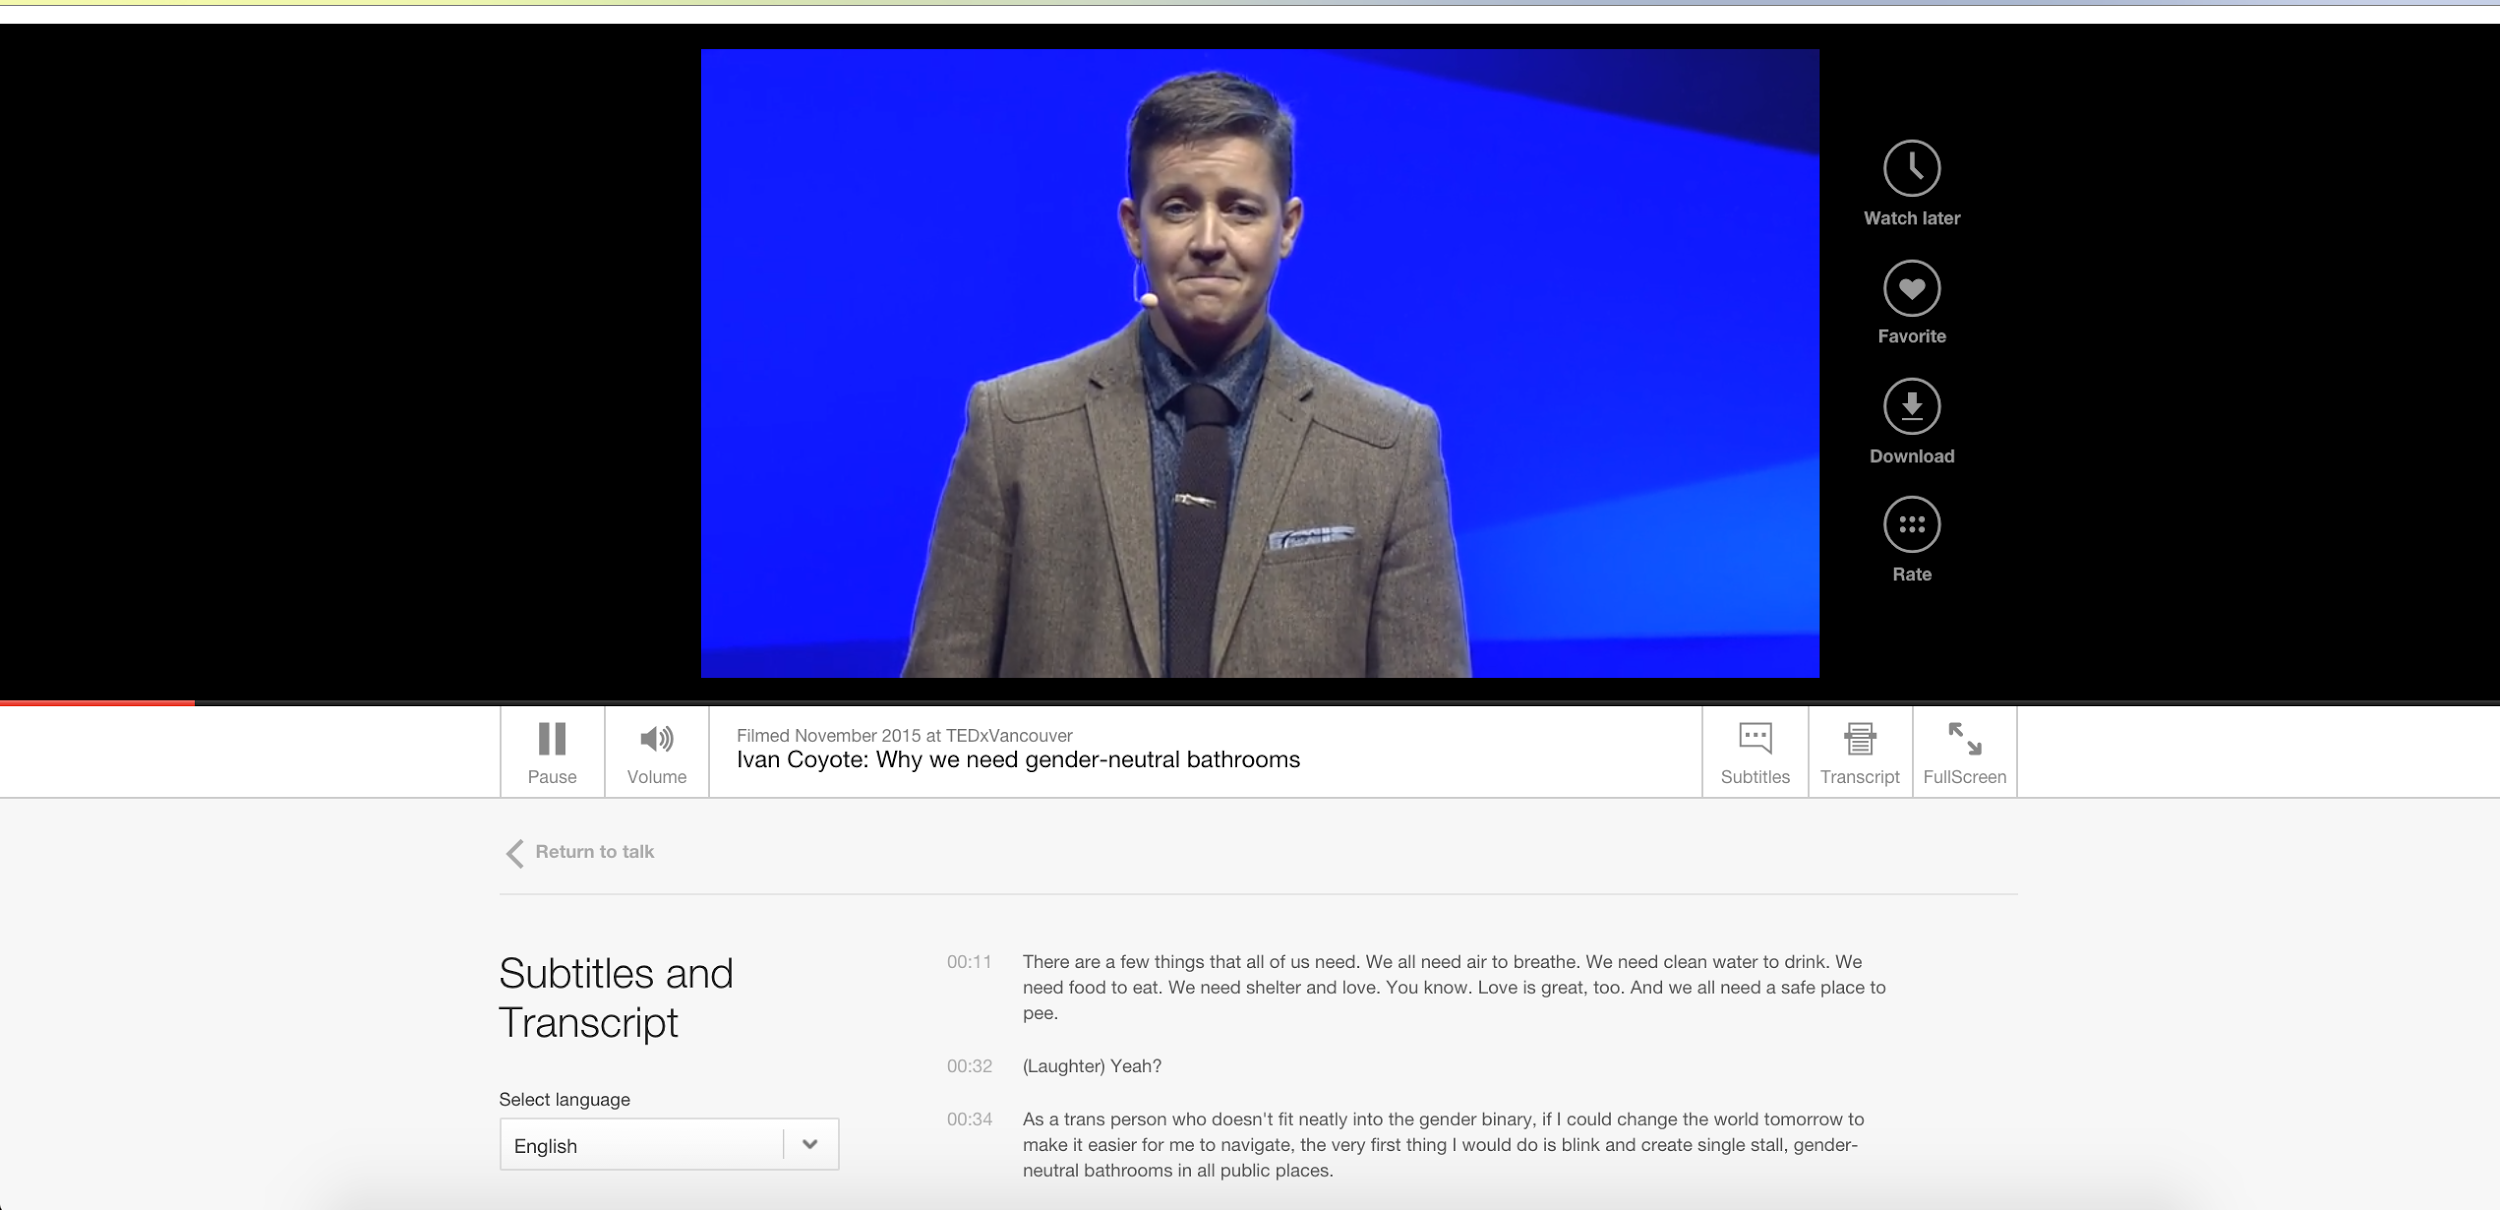 Watch later
Favorite
Download
Rate
Pause
Volume
Filmed November 2015 at TEDxVancouver
Ivan Coyote: Why we need gender-neutral bathrooms
Subtitles
Transcript
FullScreen
Return to talk
Subtitles and
Transcript
Select language
English
00:11
There are a few things that all of us need. We all need air to breathe. We need clean water to drink. We
need food to eat. We need shelter and love. You know. Love is great, too. And we all need a safe place to
pee.
00:32
(Laughter) Yeah?
00:34
As a trans person who doesn't fit neatly into the gender binary, if I could change the world tomorrow to
make it easier for me to navigate, the very first thing I would do is blink and create single stall, gender-
neutral bathrooms in all public places.